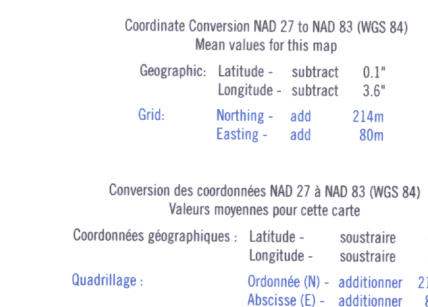 Coordinate Conversion NAD 27 to NAD 83 (WGS 84)
Mean values for this map
Geographic: Latitude - subtract 0.1"
Longitude - subtract 3.6"
Grid: Northing - add 214m
Easting - add 80m
Conversion des coordonnées NAD 27 à NAD 83 (WGS 84)
Valeurs moyennes pour cette carte
Coordonnées géographiques : Latitude - soustraire
Longitude - soustraire
Quadrillage : Ordonnée (N) - additionner
Abscisse (E) - additionner